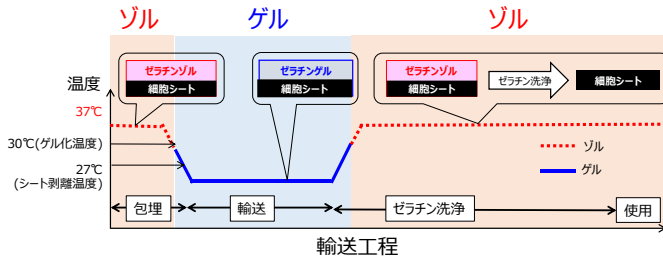 ゾル
ゲル
ゾル
温度
37℃
30℃(ゲル化温度)
27℃
(シート剥離温度)
ゼラチンゾル
細胞シート
ゼラチンゲル
細胞シート
ゼラチンゾル
細胞シート
ゼラチン洗浄
細胞シート
ゾル
ゲル
包埋
輸送
ゼラチン洗浄
使用
輸送工程